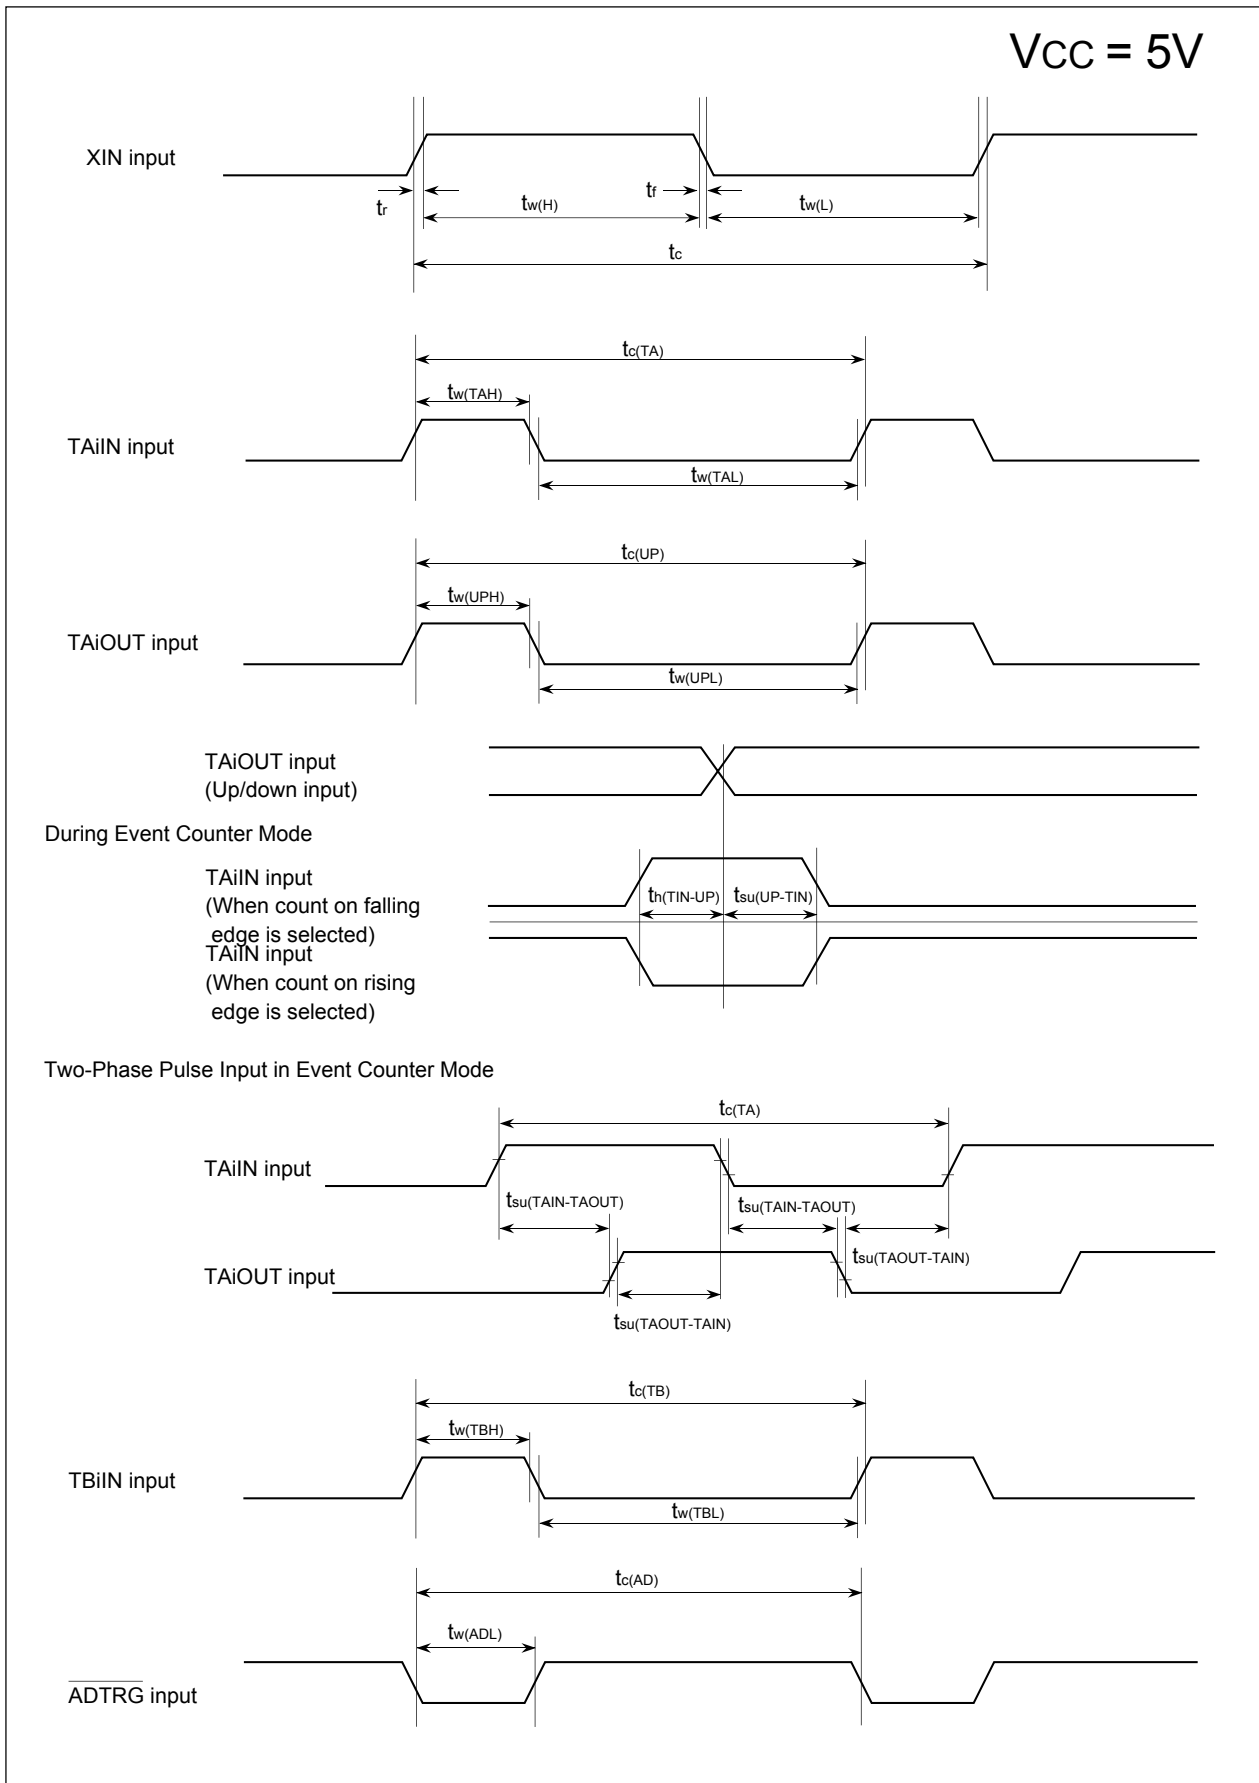 VCC = 5V
XIN input
tr
tw(H)
tf
tw(L)
tc
tc(TA)
tw(TAH)
TAiIN input
tw(TAL)
tc(UP)
tw(UPH)
TAiOUT input
tw(UPL)
TAiOUT input
(Up/down input)
During Event Counter Mode
TAiIN input
(When count on falling
edge is selected)
th(TIN-UP)
tsu(UP-TIN)
TAiIN input
(When count on rising
edge is selected)
Two-Phase Pulse Input in Event Counter Mode
tc(TA)
TAiIN input
tsu(TAIN-TAOUT)
tsu(TAIN-TAOUT)
tsu(TAOUT-TAIN)
TAiOUT input
tsu(TAOUT-TAIN)
tc(TB)
tw(TBH)
TBiIN input
tw(TBL)
tc(AD)
tw(ADL)
ADTRG input